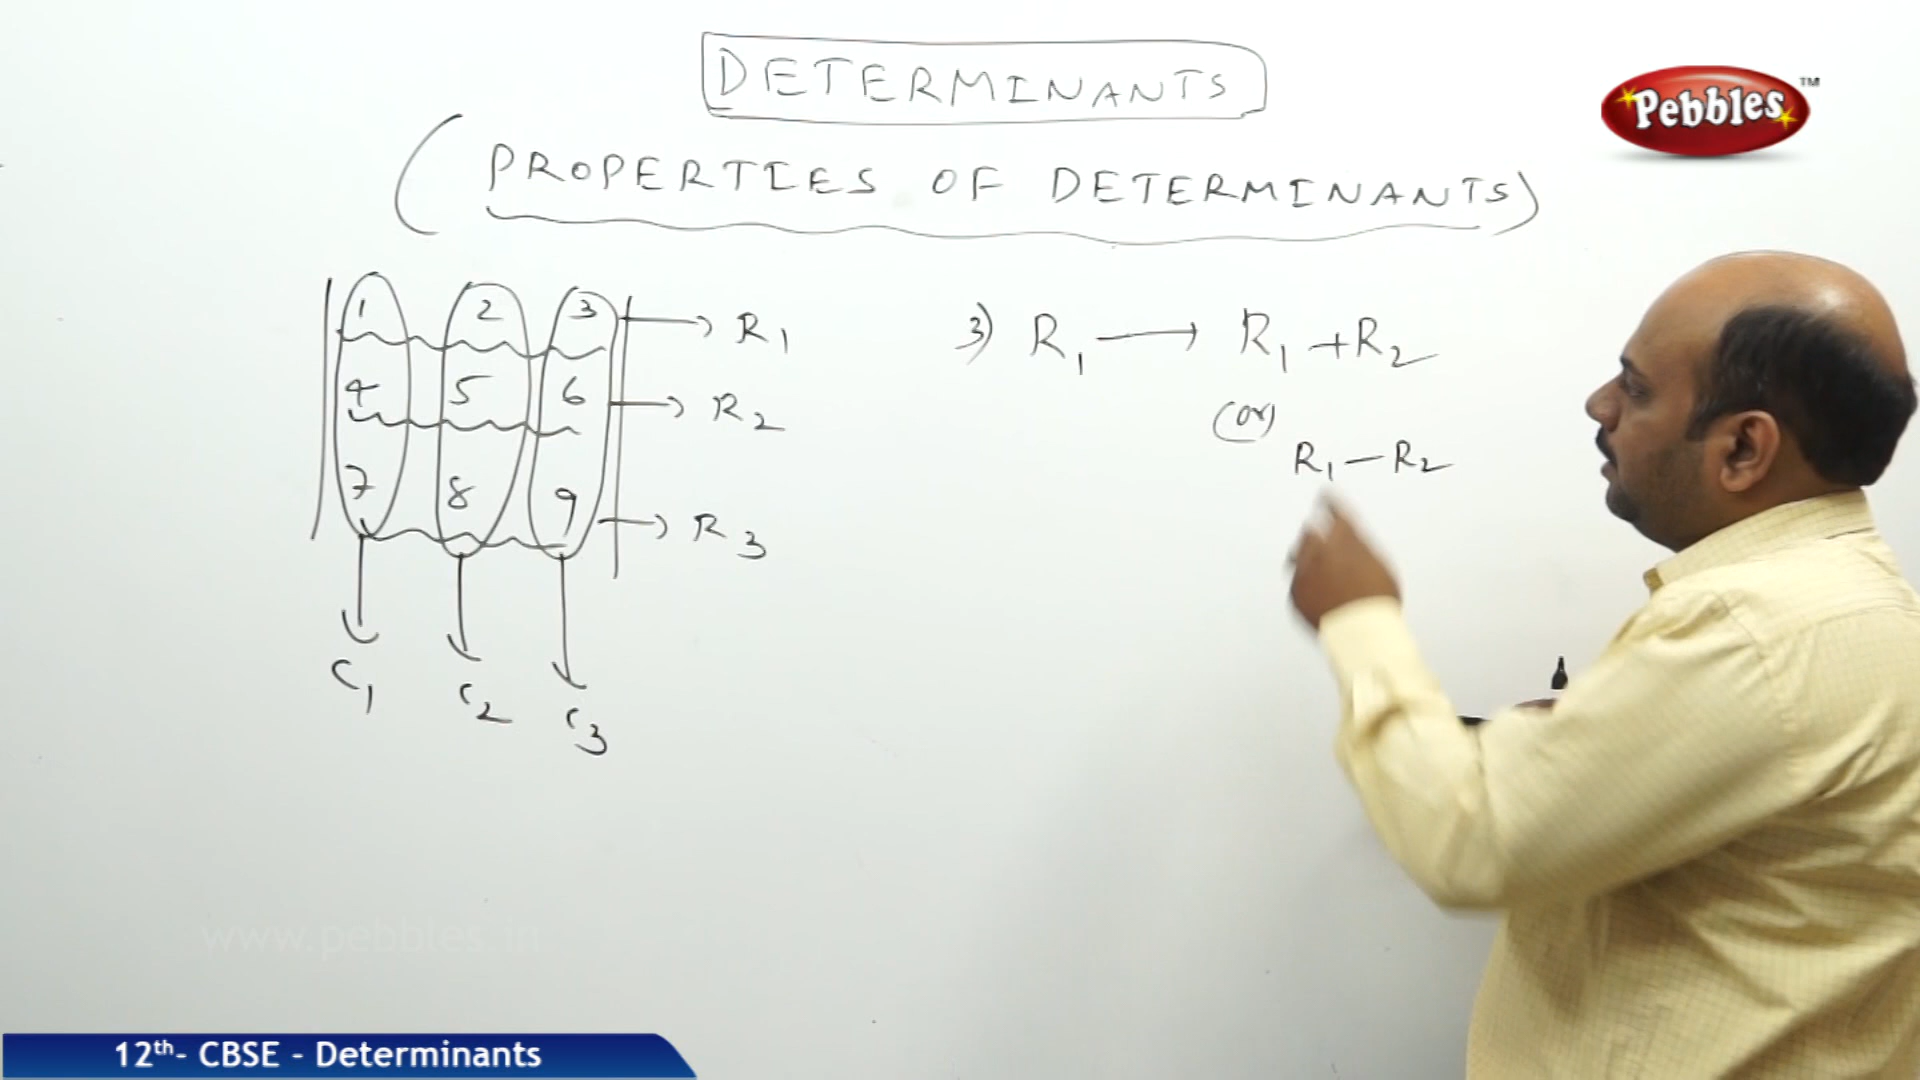 DETERMINANTS
Pebbles™
(PROPERTIES OF DETERMINANTS)
1 2 3 → R1
4 5 6 → R2
7 8 9 → R3
C1 C2 C3
3) R1 → R1 + R2
(or)
R1 − R2
www.pebbles.in
12th- CBSE - Determinants